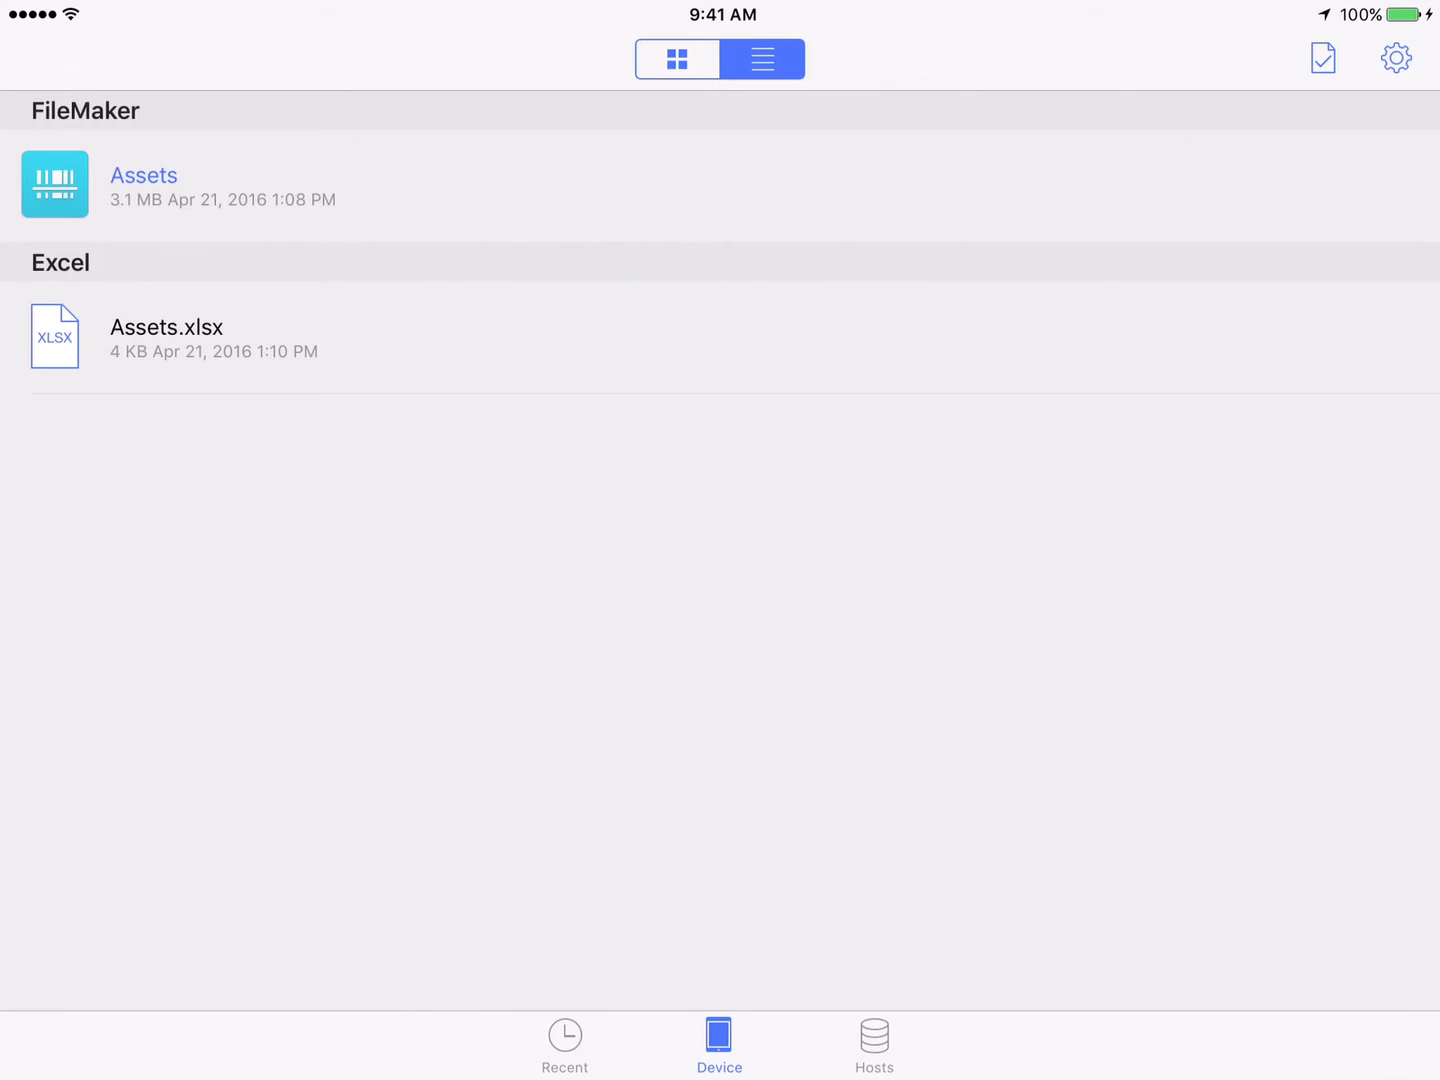 9:41 AM
100%
FileMaker
Assets
3.1 MB Apr 21, 2016 1:08 PM
Excel
XLSX
Assets.xlsx
4 KB Apr 21, 2016 1:10 PM
Recent
Device
Hosts